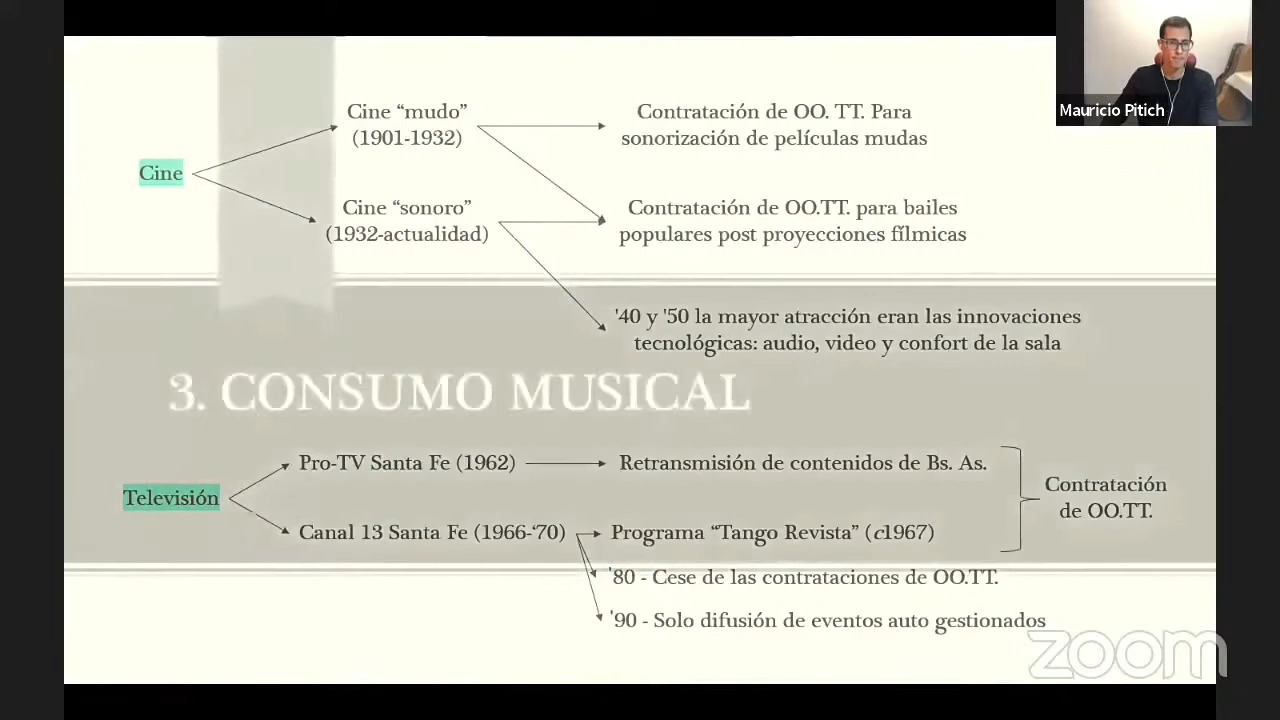 Mauricio Pitich
Cine
Cine “mudo”
(1901-1932)
Contratación de OO. TT. Para
sonorización de películas mudas
Cine “sonoro”
(1932-actualidad)
Contratación de OO.TT. para bailes
populares post proyecciones fílmicas
'40 y '50 la mayor atracción eran las innovaciones
tecnológicas: audio, video y confort de la sala
3. CONSUMO MUSICAL
Televisión
Pro-TV Santa Fe (1962)
Retransmisión de contenidos de Bs. As.
Canal 13 Santa Fe (1966-‘70)
Programa “Tango Revista” (c1967)
Contratación
de OO.TT.
'80 - Cese de las contrataciones de OO.TT.
'90 - Solo difusión de eventos auto gestionados
zoom